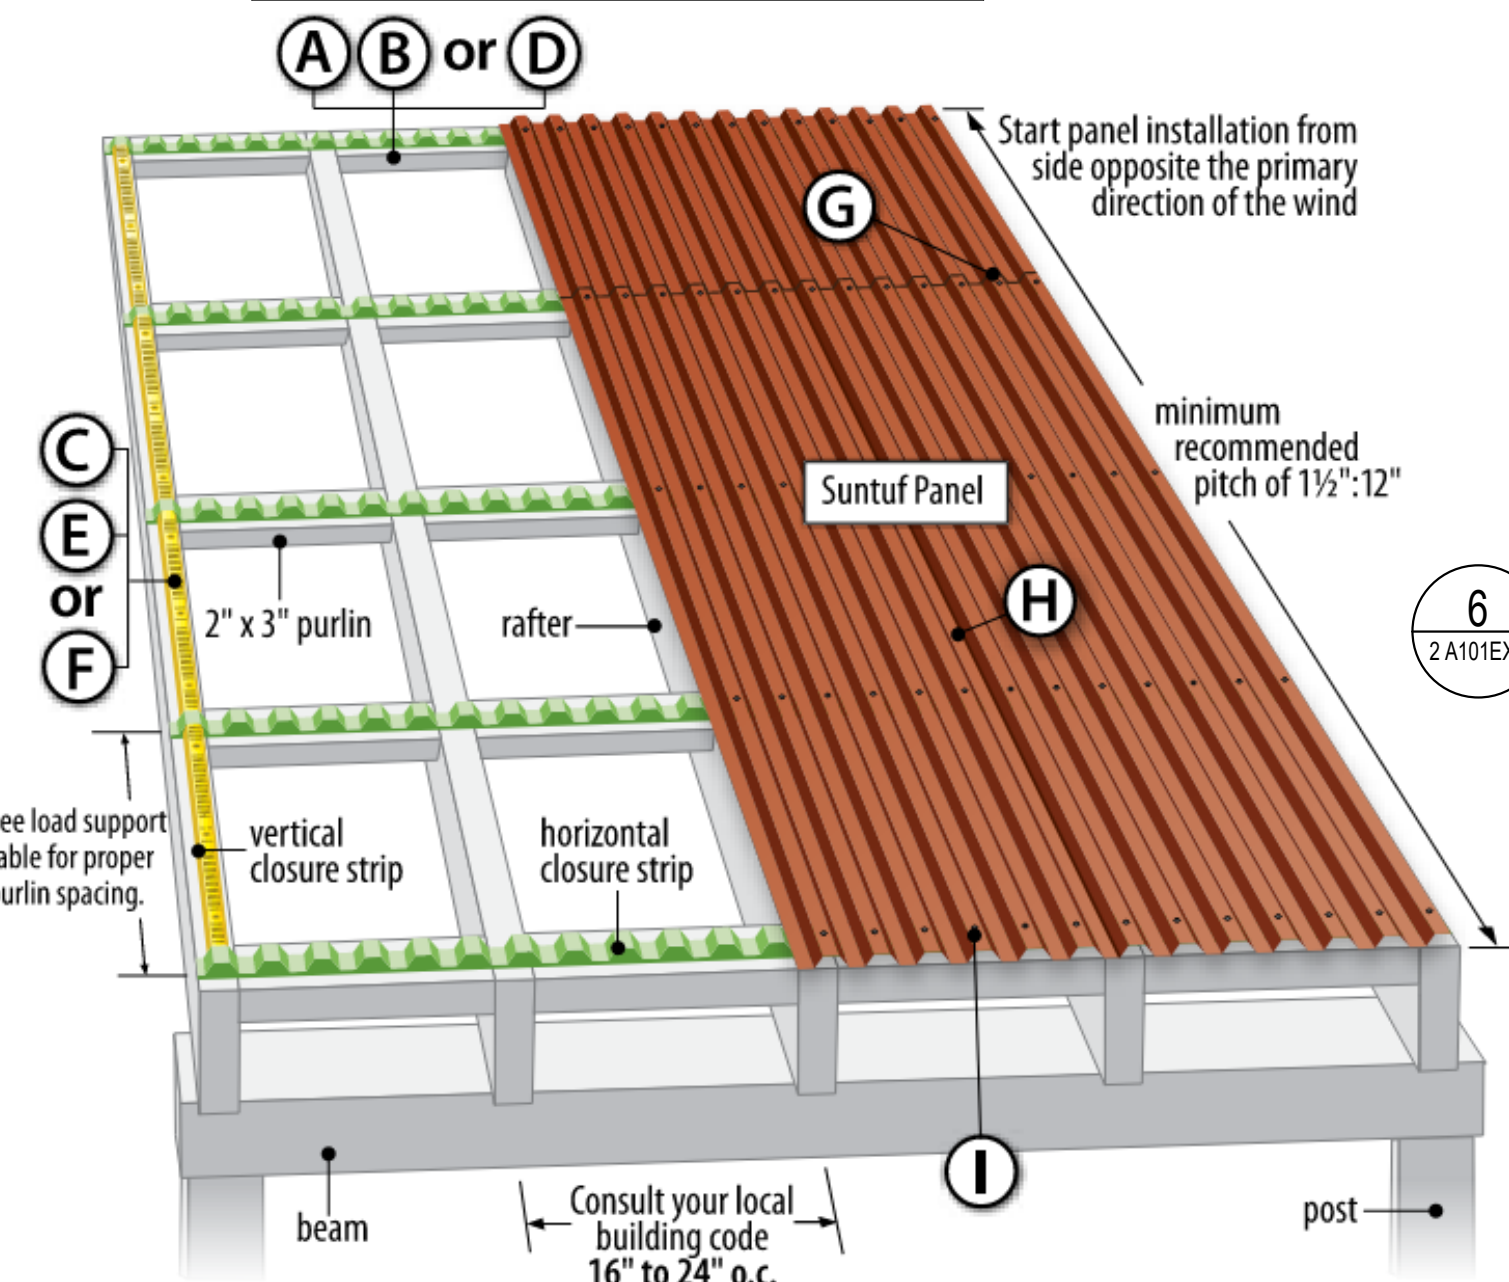 A B or D
Start panel installation from
side opposite the primary
direction of the wind
G
minimum
recommended
pitch of 1½":12"
C
E
or
F
Suntuf Panel
H
6
2 A101EX
2" x 3" purlin
rafter
ee load support
able for proper
urlin spacing.
vertical
closure strip
horizontal
closure strip
I
beam
Consult your local
building code
16" to 24" o.c.
post